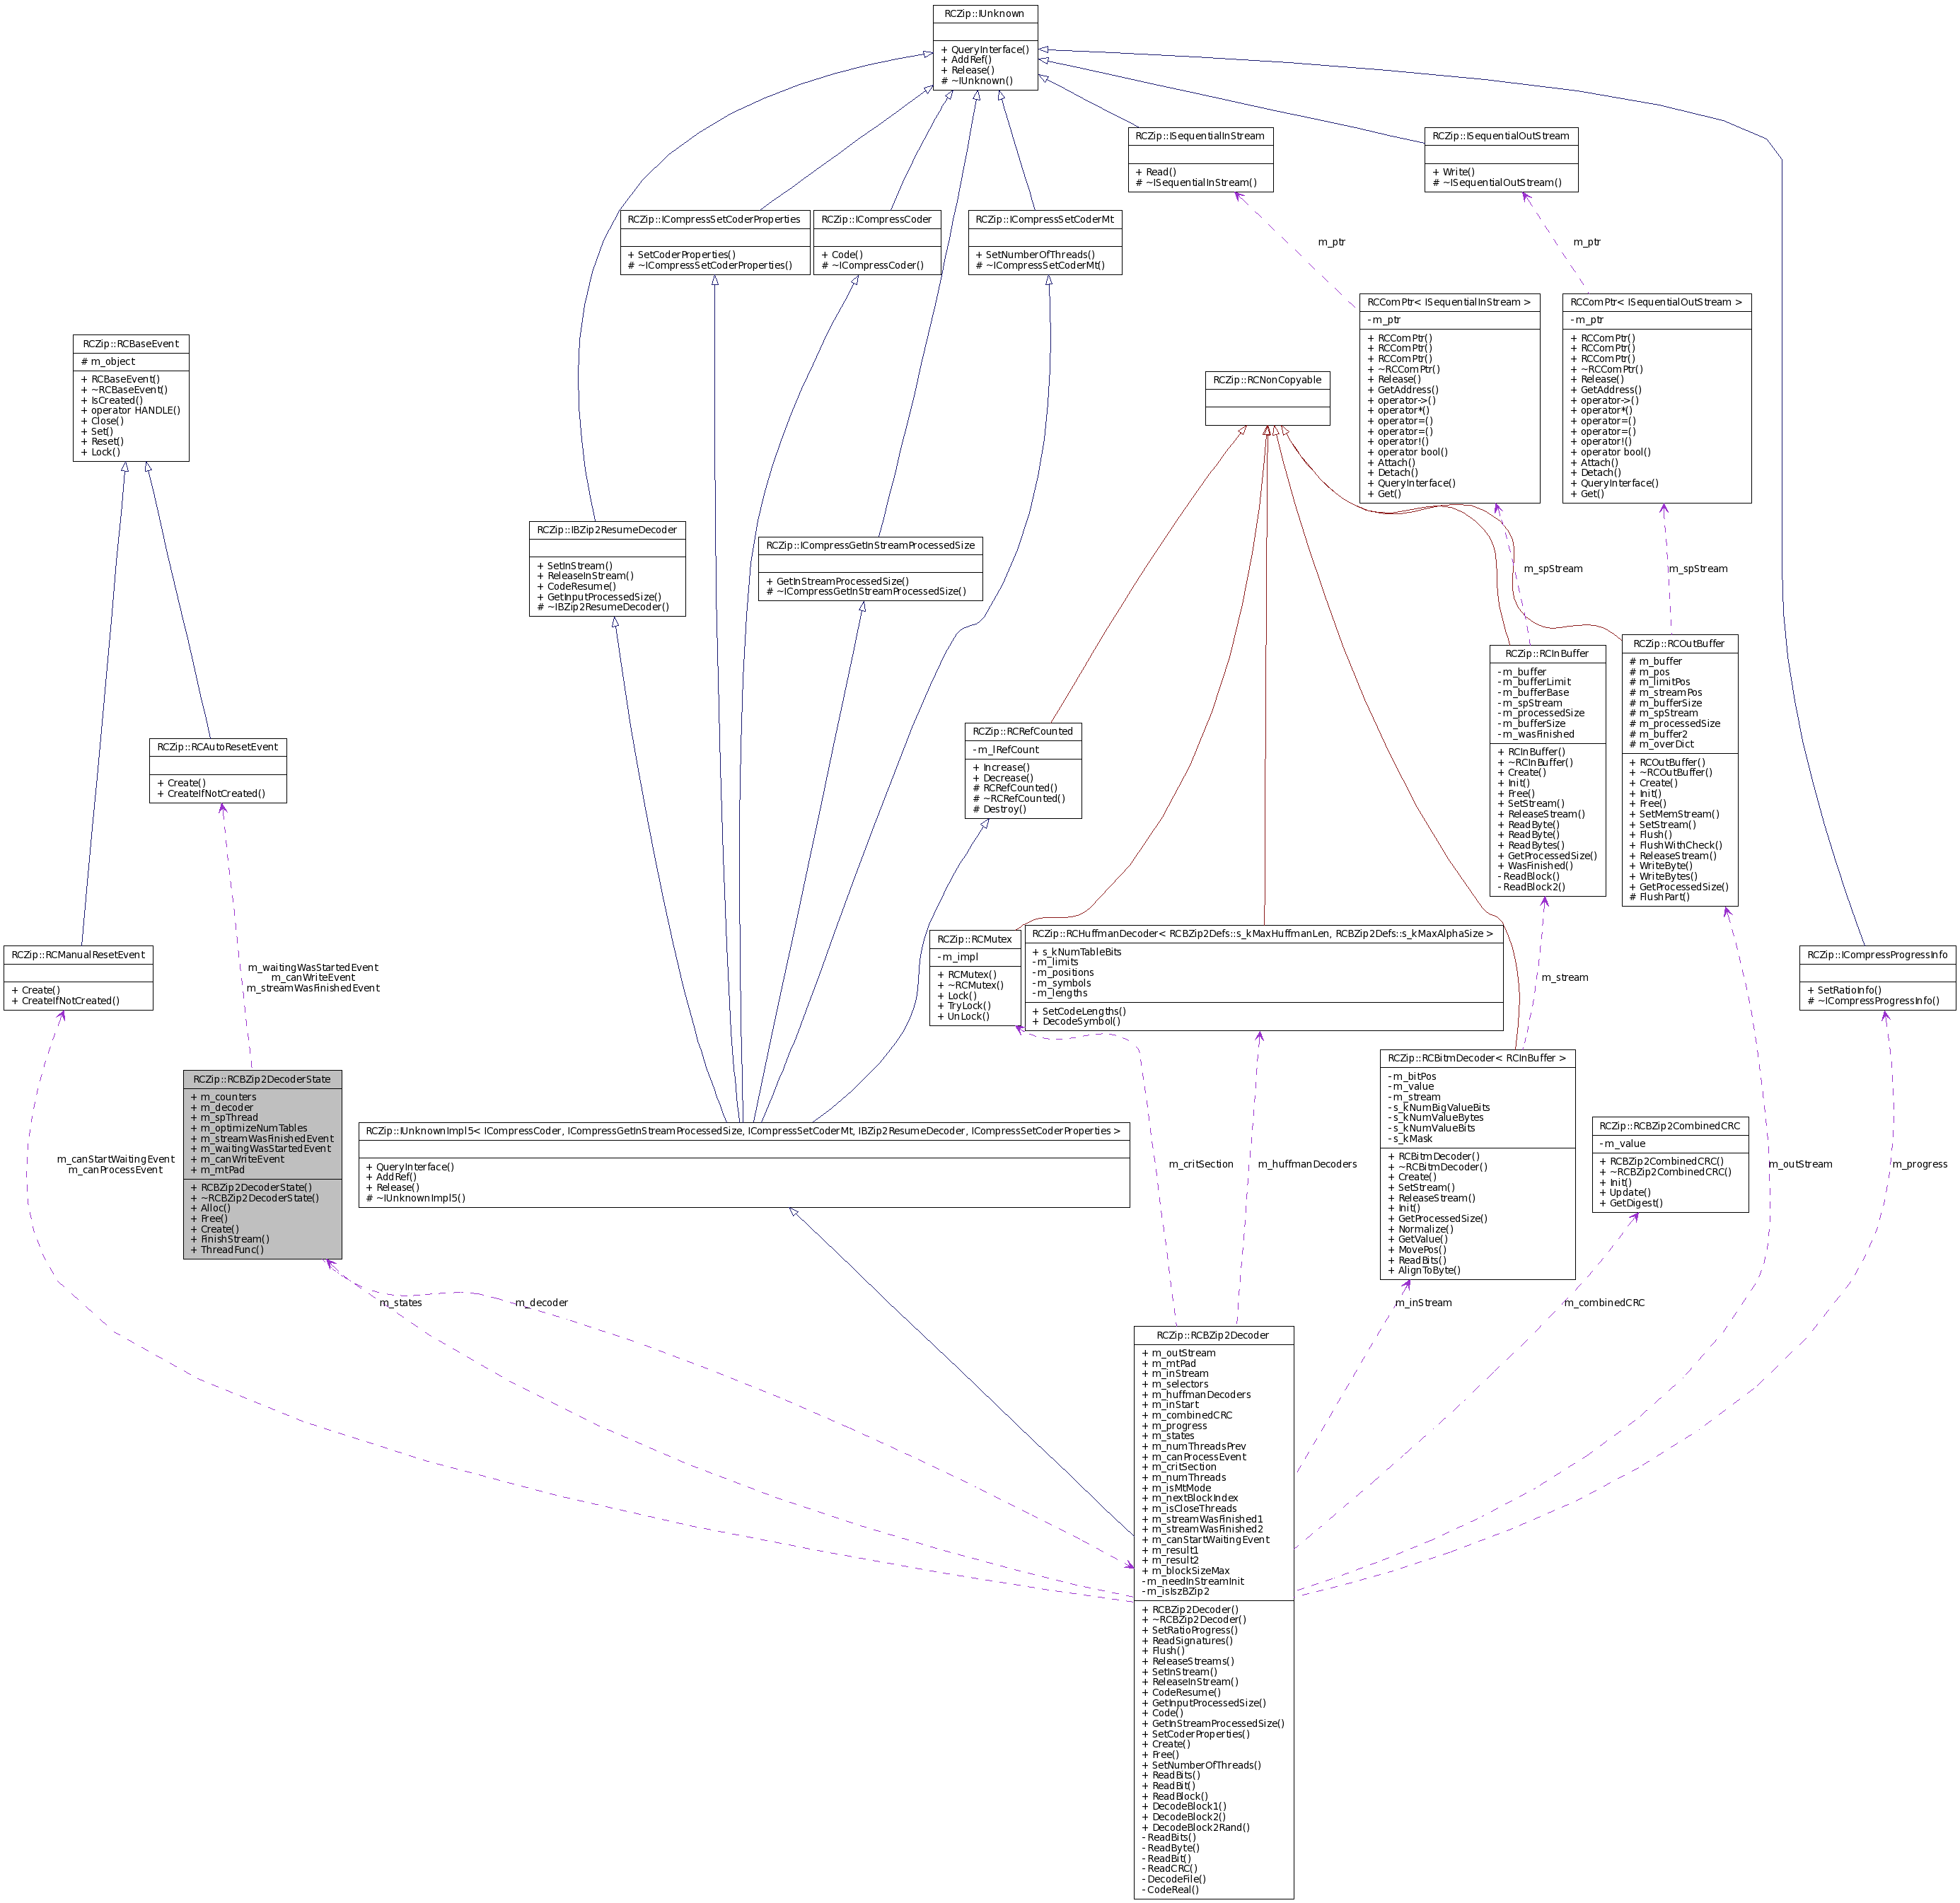 RCZip::IUnknown
+ QueryInterface()
+ AddRef()
+ Release()
# ~IUnknown()
RCZip::ISequentialInStream
+ Read()
# ~ISequentialInStream()
RCZip::ISequentialOutStream
+ Write()
# ~ISequentialOutStream()
RCZip::ICompressSetCoderProperties
+ SetCoderProperties()
# ~ICompressSetCoderProperties()
RCZip::ICompressCoder
+ Code()
# ~ICompressCoder()
RCZip::ICompressSetCoderMt
+ SetNumberOfThreads()
# ~ICompressSetCoderMt()
m_ptr
m_ptr
RCComPtr< ISequentialInStream >
- m_ptr
+ RCComPtr()
+ RCComPtr()
+ RCComPtr()
+ ~RCComPtr()
+ Release()
+ GetAddress()
+ operator->()
+ operator*()
+ operator=()
+ operator=()
+ operator!()
+ operator bool()
+ Attach()
+ Detach()
+ QueryInterface()
+ Get()
RCComPtr< ISequentialOutStream >
- m_ptr
+ RCComPtr()
+ RCComPtr()
+ RCComPtr()
+ ~RCComPtr()
+ Release()
+ GetAddress()
+ operator->()
+ operator*()
+ operator=()
+ operator=()
+ operator!()
+ operator bool()
+ Attach()
+ Detach()
+ QueryInterface()
+ Get()
RCZip::RCBaseEvent
# m_object
+ RCBaseEvent()
+ ~RCBaseEvent()
+ IsCreated()
+ operator HANDLE()
+ Close()
+ Set()
+ Reset()
+ Lock()
RCZip::RCNonCopyable
RCZip::IBZip2ResumeDecoder
+ SetInStream()
+ ReleaseInStream()
+ CodeResume()
+ GetInputProcessedSize()
# ~IBZip2ResumeDecoder()
RCZip::ICompressGetInStreamProcessedSize
+ GetInStreamProcessedSize()
# ~ICompressGetInStreamProcessedSize()
m_spStream
m_spStream
RCZip::RCInBuffer
- m_buffer
- m_bufferLimit
- m_bufferBase
- m_spStream
- m_processedSize
- m_bufferSize
- m_wasFinished
+ RCInBuffer()
+ ~RCInBuffer()
+ Create()
+ Init()
+ Free()
+ SetStream()
+ ReleaseStream()
+ ReadByte()
+ ReadByte()
+ ReadBytes()
+ GetProcessedSize()
+ WasFinished()
- ReadBlock()
- ReadBlock2()
RCZip::RCOutBuffer
# m_buffer
# m_pos
# m_limitPos
# m_streamPos
# m_bufferSize
# m_spStream
# m_processedSize
# m_buffer2
# m_overDict
+ RCOutBuffer()
+ ~RCOutBuffer()
+ Create()
+ Init()
+ Free()
+ SetMemStream()
+ SetStream()
+ Flush()
+ FlushWithCheck()
+ ReleaseStream()
+ WriteByte()
+ WriteBytes()
+ GetProcessedSize()
# FlushPart()
RCZip::RCRefCounted
- m_lRefCount
+ Increase()
+ Decrease()
# RCRefCounted()
# ~RCRefCounted()
# Destroy()
RCZip::RCAutoResetEvent
+ Create()
+ CreateIfNotCreated()
RCZip::RCManualResetEvent
+ Create()
+ CreateIfNotCreated()
m_waitingWasStartedEvent
m_canWriteEvent
m_streamWasFinishedEvent
RCZip::RCMutex
- m_impl
+ RCMutex()
+ ~RCMutex()
+ Lock()
+ TryLock()
+ UnLock()
RCZip::RCHuffmanDecoder< RCBZip2Defs::s_kMaxHuffmanLen, RCBZip2Defs::s_kMaxAlphaSize >
+ s_kNumTableBits
- m_limits
- m_positions
- m_symbols
- m_lengths
+ SetCodeLengths()
+ DecodeSymbol()
m_stream
RCZip::ICompressProgressInfo
+ SetRatioInfo()
# ~ICompressProgressInfo()
RCZip::RCBZip2DecoderState
+ m_counters
+ m_decoder
+ m_spThread
+ m_optimizeNumTables
+ m_streamWasFinishedEvent
+ m_waitingWasStartedEvent
+ m_canWriteEvent
+ m_mtPad
+ RCBZip2DecoderState()
+ ~RCBZip2DecoderState()
+ Alloc()
+ Free()
+ Create()
+ FinishStream()
+ ThreadFunc()
m_canStartWaitingEvent
m_canProcessEvent
RCZip::IUnknownImpl5< ICompressCoder, ICompressGetInStreamProcessedSize, ICompressSetCoderMt, IBZip2ResumeDecoder, ICompressSetCoderProperties >
+ QueryInterface()
+ AddRef()
+ Release()
# ~IUnknownImpl5()
m_critSection
m_huffmanDecoders
RCZip::RCBitmDecoder< RCInBuffer >
- m_bitPos
- m_value
- m_stream
- s_kNumBigValueBits
- s_kNumValueBytes
- s_kNumValueBits
- s_kMask
+ RCBitmDecoder()
+ ~RCBitmDecoder()
+ Create()
+ SetStream()
+ ReleaseStream()
+ Init()
+ GetProcessedSize()
+ Normalize()
+ GetValue()
+ MovePos()
+ ReadBits()
+ AlignToByte()
RCZip::RCBZip2CombinedCRC
- m_value
+ RCBZip2CombinedCRC()
+ ~RCBZip2CombinedCRC()
+ Init()
+ Update()
+ GetDigest()
m_outStream
m_progress
m_states
m_decoder
m_inStream
m_combinedCRC
RCZip::RCBZip2Decoder
+ m_outStream
+ m_mtPad
+ m_inStream
+ m_selectors
+ m_huffmanDecoders
+ m_inStart
+ m_combinedCRC
+ m_progress
+ m_states
+ m_numThreadsPrev
+ m_canProcessEvent
+ m_critSection
+ m_numThreads
+ m_isMtMode
+ m_nextBlockIndex
+ m_isCloseThreads
+ m_streamWasFinished1
+ m_streamWasFinished2
+ m_canStartWaitingEvent
+ m_result1
+ m_result2
+ m_blockSizeMax
- m_needInStreamInit
- m_isIszBZip2
+ RCBZip2Decoder()
+ ~RCBZip2Decoder()
+ SetRatioProgress()
+ ReadSignatures()
+ Flush()
+ ReleaseStreams()
+ SetInStream()
+ ReleaseInStream()
+ CodeResume()
+ GetInputProcessedSize()
+ Code()
+ GetInStreamProcessedSize()
+ SetCoderProperties()
+ Create()
+ Free()
+ SetNumberOfThreads()
+ ReadBits()
+ ReadBit()
+ ReadBlock()
+ DecodeBlock1()
+ DecodeBlock2()
+ DecodeBlock2Rand()
- ReadBits()
- ReadByte()
- ReadBit()
- ReadCRC()
- DecodeFile()
- CodeReal()